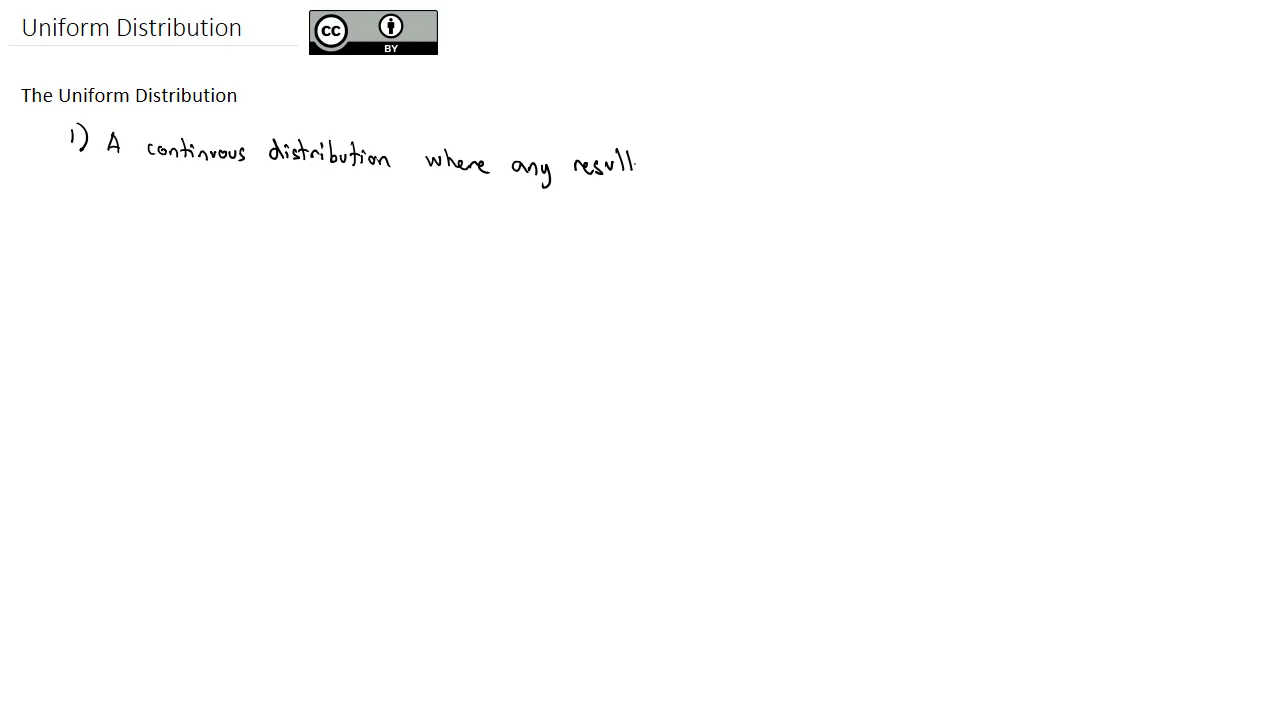 Uniform Distribution
CC BY
The Uniform Distribution
1) A continuous distribution where any result